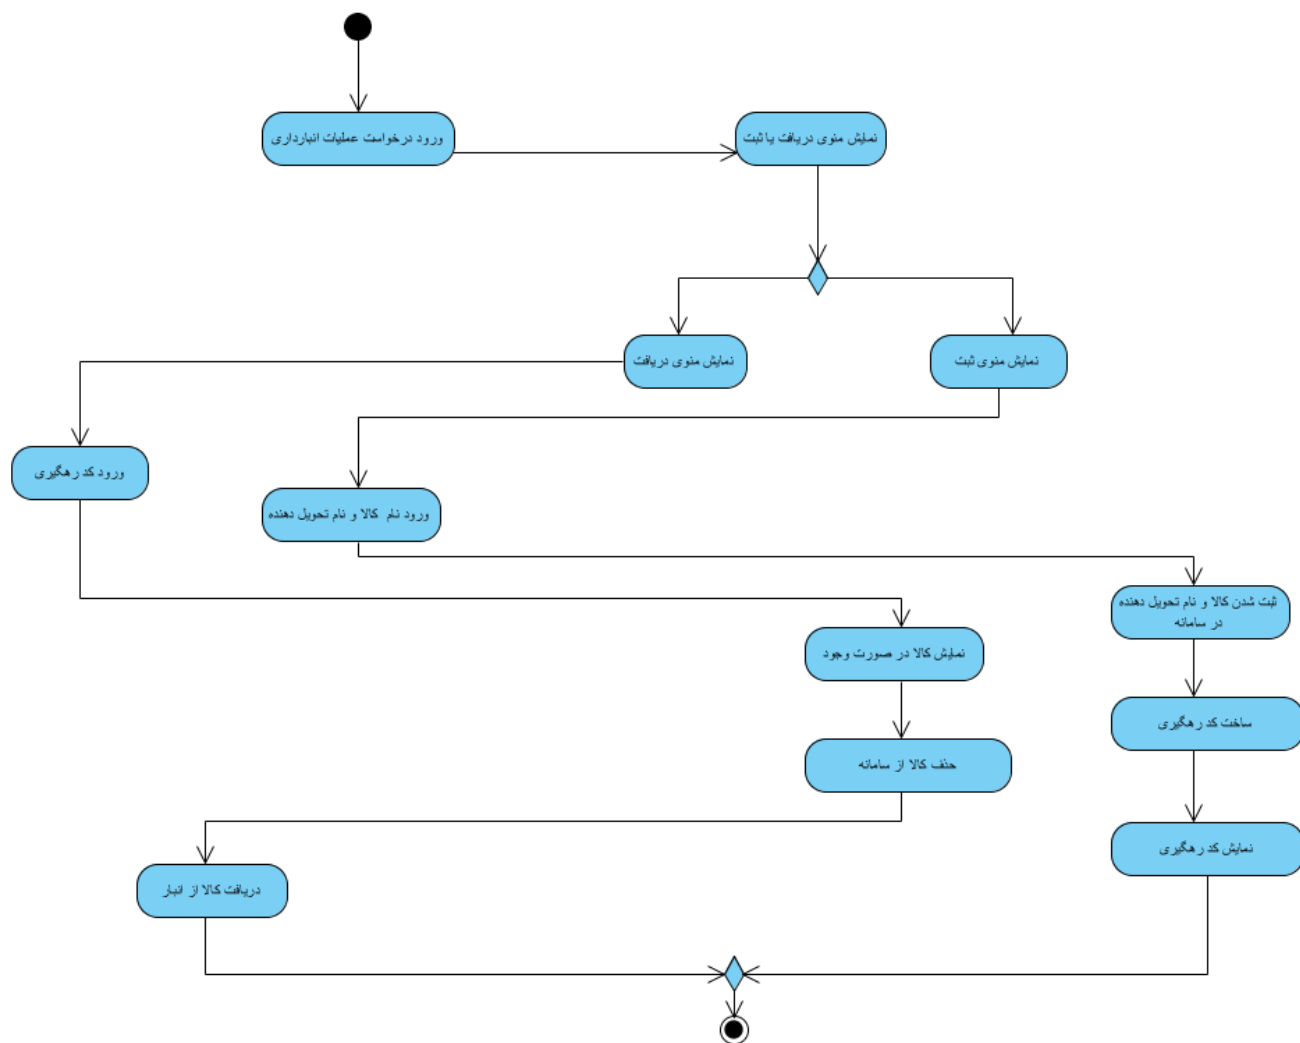 ورود درخواست عملیات انبارداری
نمایش منوی دریافت یا ثبت
نمایش منوی دریافت
نمایش منوی ثبت
ورود کد رهگیری
ورود نام کالا و نام تحویل دهنده
ثبت شدن کالا و نام تحویل دهنده
در سامانه
نمایش کالا در صورت وجود
ساخت کد رهگیری
حذف کالا از سامانه
نمایش کد رهگیری
دریافت کالا از انبار